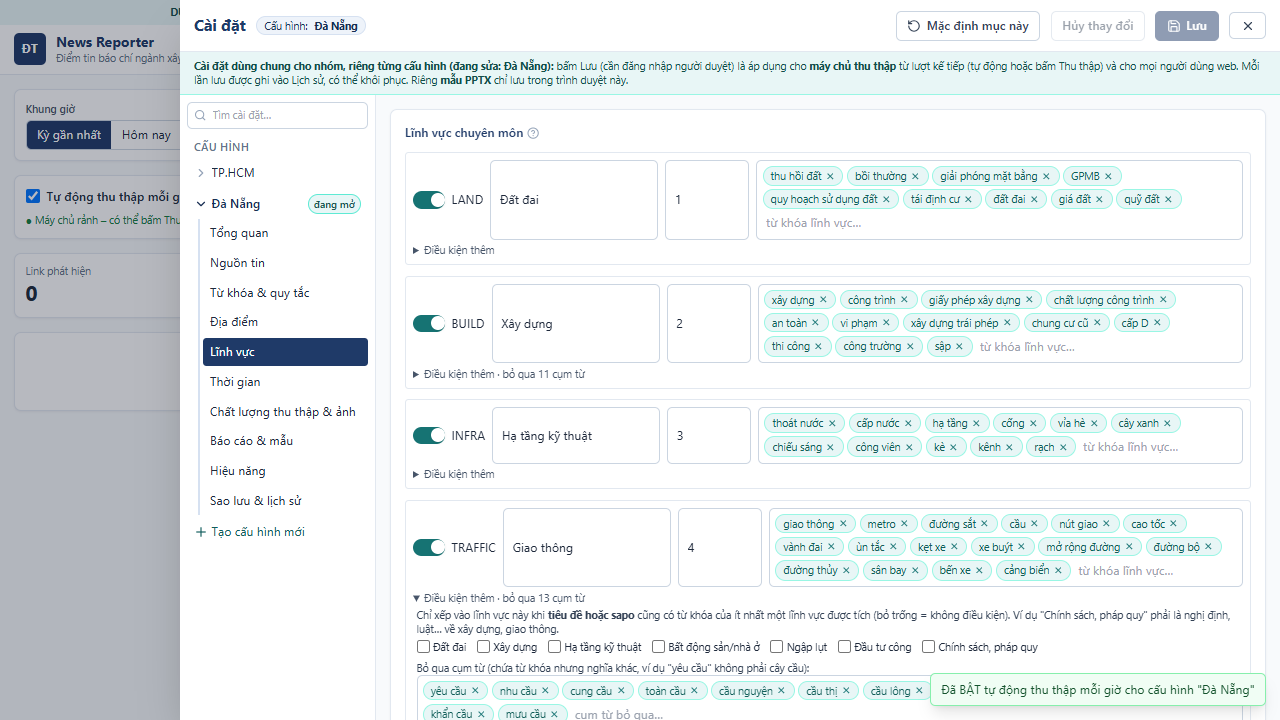 DU
ĐT
News Reporter
Điểm tin báo chí ngành xây
Khung giờ
Kỳ gần nhất
Hôm nay
Tự động thu thập mỗi g
● Máy chủ rảnh – có thể bấm Thu
Link phát hiện
0
Cài đặt
Cấu hình: Đà Nẵng
Mặc định mục này
Hủy thay đổi
Lưu
✕
Cài đặt dùng chung cho nhóm, riêng từng cấu hình (đang sửa: Đà Nẵng): bấm Lưu (cần đăng nhập người duyệt) là áp dụng cho máy chủ thu thập từ lượt kế tiếp (tự động hoặc bấm Thu thập) và cho mọi người dùng web. Mỗi
lần lưu được ghi vào Lịch sử, có thể khôi phục. Riêng mẫu PPTX chỉ lưu trong trình duyệt này.
Tìm cài đặt...
CẤU HÌNH
TP.HCM
Đà Nẵng
đang mở
Tổng quan
Nguồn tin
Từ khóa & quy tắc
Địa điểm
Lĩnh vực
Thời gian
Chất lượng thu thập & ảnh
Báo cáo & mẫu
Hiệu năng
Sao lưu & lịch sử
+ Tạo cấu hình mới
Lĩnh vực chuyên môn ?
LAND
Đất đai
1
thu hồi đất ✕ bồi thường ✕ giải phóng mặt bằng ✕ GPMB ✕
quy hoạch sử dụng đất ✕ tái định cư ✕ đất đai ✕ giá đất ✕ quỹ đất ✕
từ khóa lĩnh vực...
▶ Điều kiện thêm
BUILD
Xây dựng
2
xây dựng ✕ công trình ✕ giấy phép xây dựng ✕ chất lượng công trình ✕
an toàn ✕ vi phạm ✕ xây dựng trái phép ✕ chung cư cũ ✕ cấp D ✕
thi công ✕ công trường ✕ sập ✕ từ khóa lĩnh vực...
▶ Điều kiện thêm · bỏ qua 11 cụm từ
INFRA
Hạ tầng kỹ thuật
3
thoát nước ✕ cấp nước ✕ hạ tầng ✕ cống ✕ vỉa hè ✕ cây xanh ✕
chiếu sáng ✕ công viên ✕ kè ✕ kênh ✕ rạch ✕ từ khóa lĩnh vực...
▶ Điều kiện thêm
TRAFFIC
Giao thông
4
giao thông ✕ metro ✕ đường sắt ✕ cầu ✕ nút giao ✕ cao tốc ✕
vành đai ✕ ùn tắc ✕ kẹt xe ✕ xe buýt ✕ mở rộng đường ✕ đường bộ ✕
đường thủy ✕ sân bay ✕ bến xe ✕ cảng biển ✕ từ khóa lĩnh vực...
▼ Điều kiện thêm · bỏ qua 13 cụm từ
Chỉ xếp vào lĩnh vực này khi tiêu đề hoặc sapo cũng có từ khóa của ít nhất một lĩnh vực được tích (bỏ trống = không điều kiện). Ví dụ "Chính sách, pháp quy" phải là nghị định,
luật... về xây dựng, giao thông.
Đất đai Xây dựng Hạ tầng kỹ thuật Bất động sản/nhà ở Ngập lụt Đầu tư công Chính sách, pháp quy
Bỏ qua cụm từ (chứa từ khóa nhưng nghĩa khác, ví dụ "yêu cầu" không phải cây cầu):
yêu cầu ✕ nhu cầu ✕ cung cầu ✕ toàn cầu ✕ cầu nguyện ✕ cầu thị ✕ cầu lông ✕
khẩn cầu ✕ mưu cầu ✕ cụm từ bỏ qua...
Đã BẬT tự động thu thập mỗi giờ cho cấu hình "Đà Nẵng"